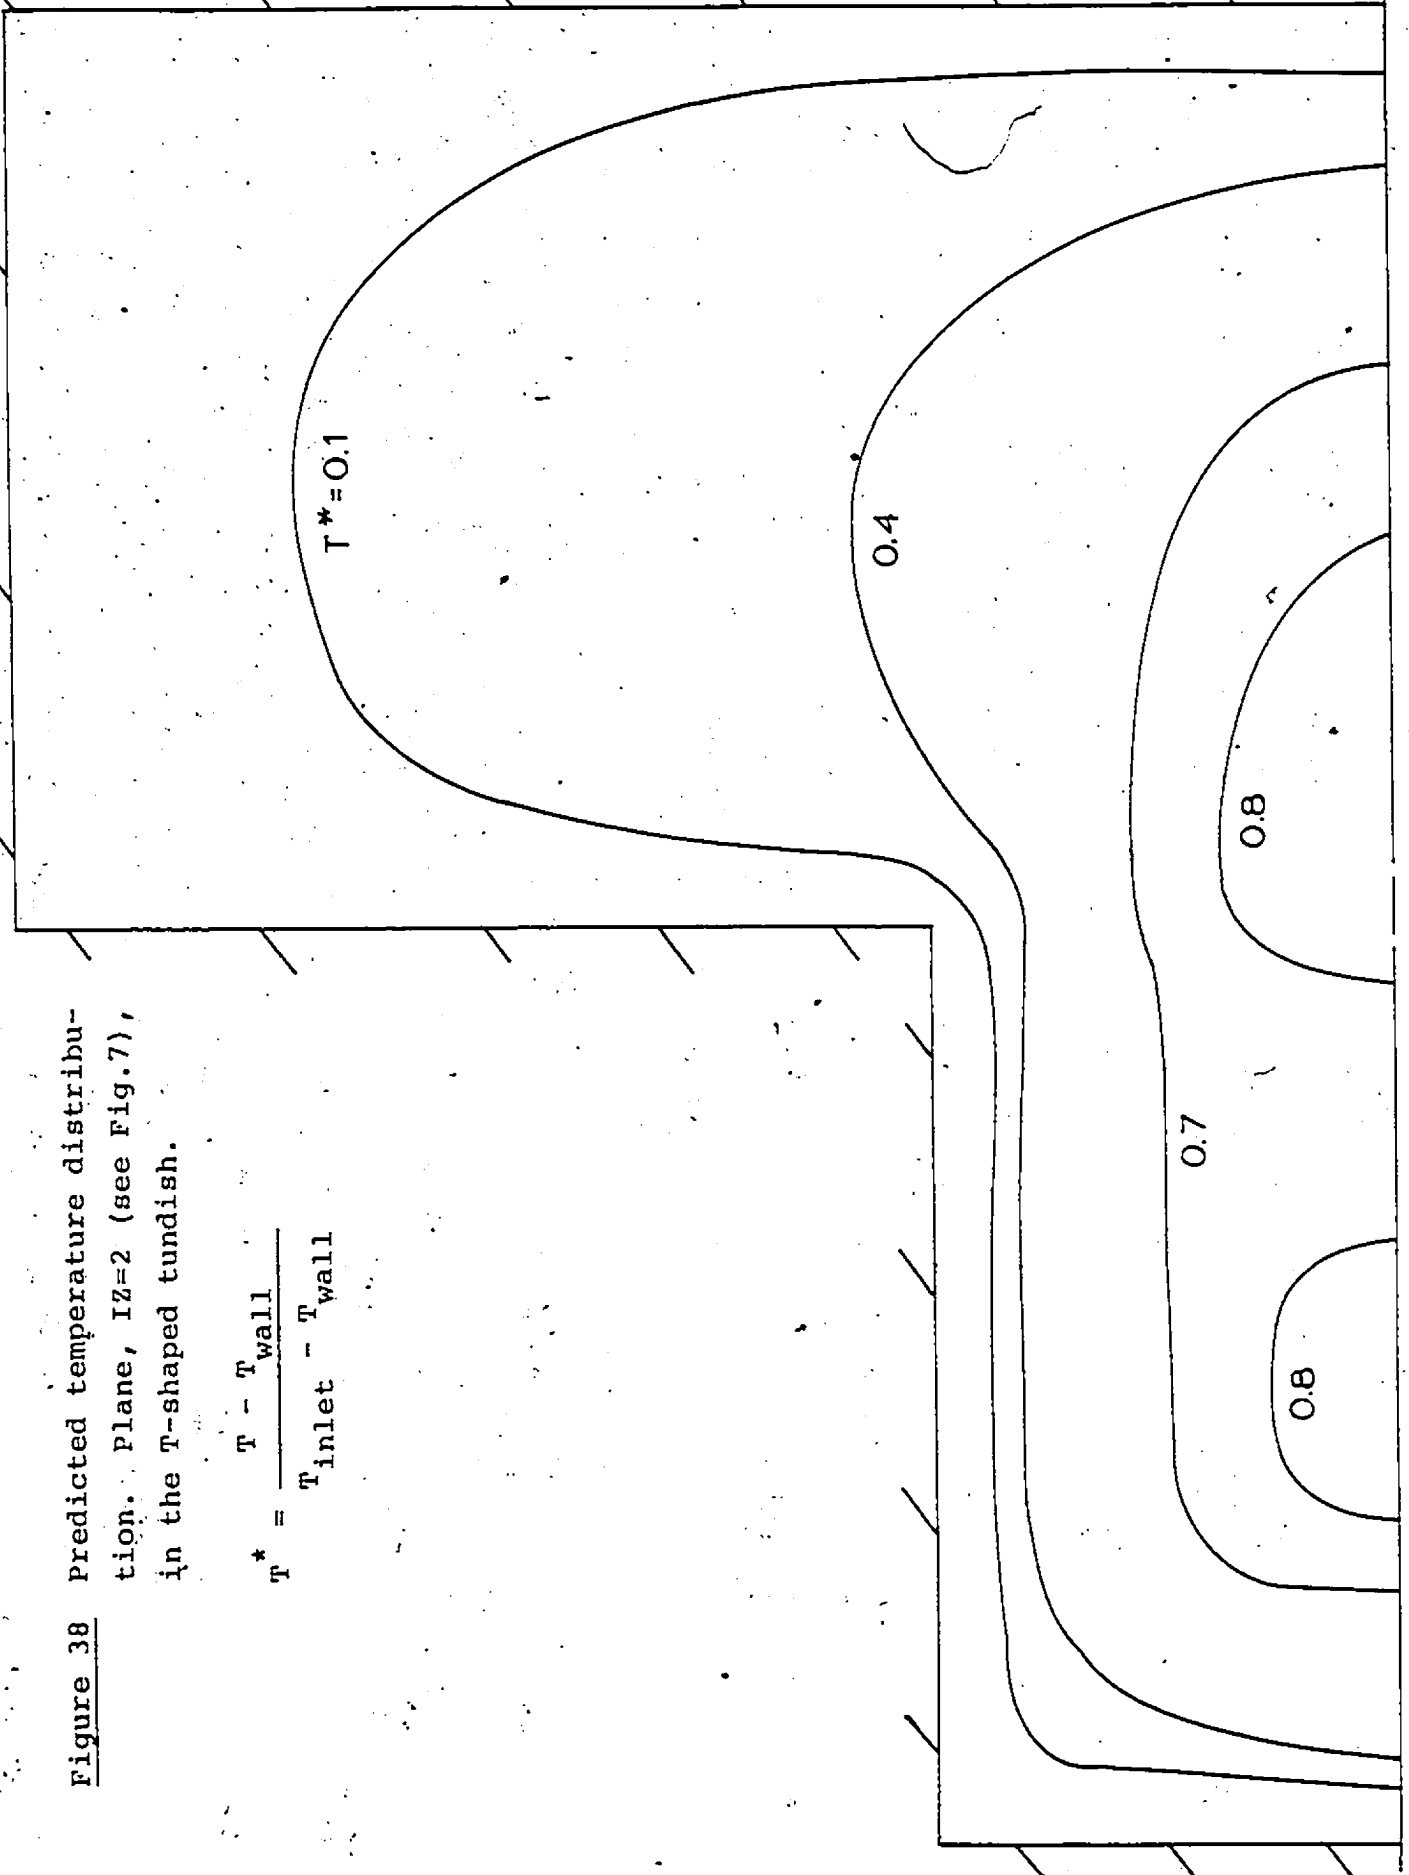 Figure 38 Predicted temperature distribu-
tion. Plane, IZ=2 (see Fig.7),
in the T-shaped tundish.
T* = T - Twall
Tinlet - Twall
T*=0.1
0.4
0.7
0.8
0.8